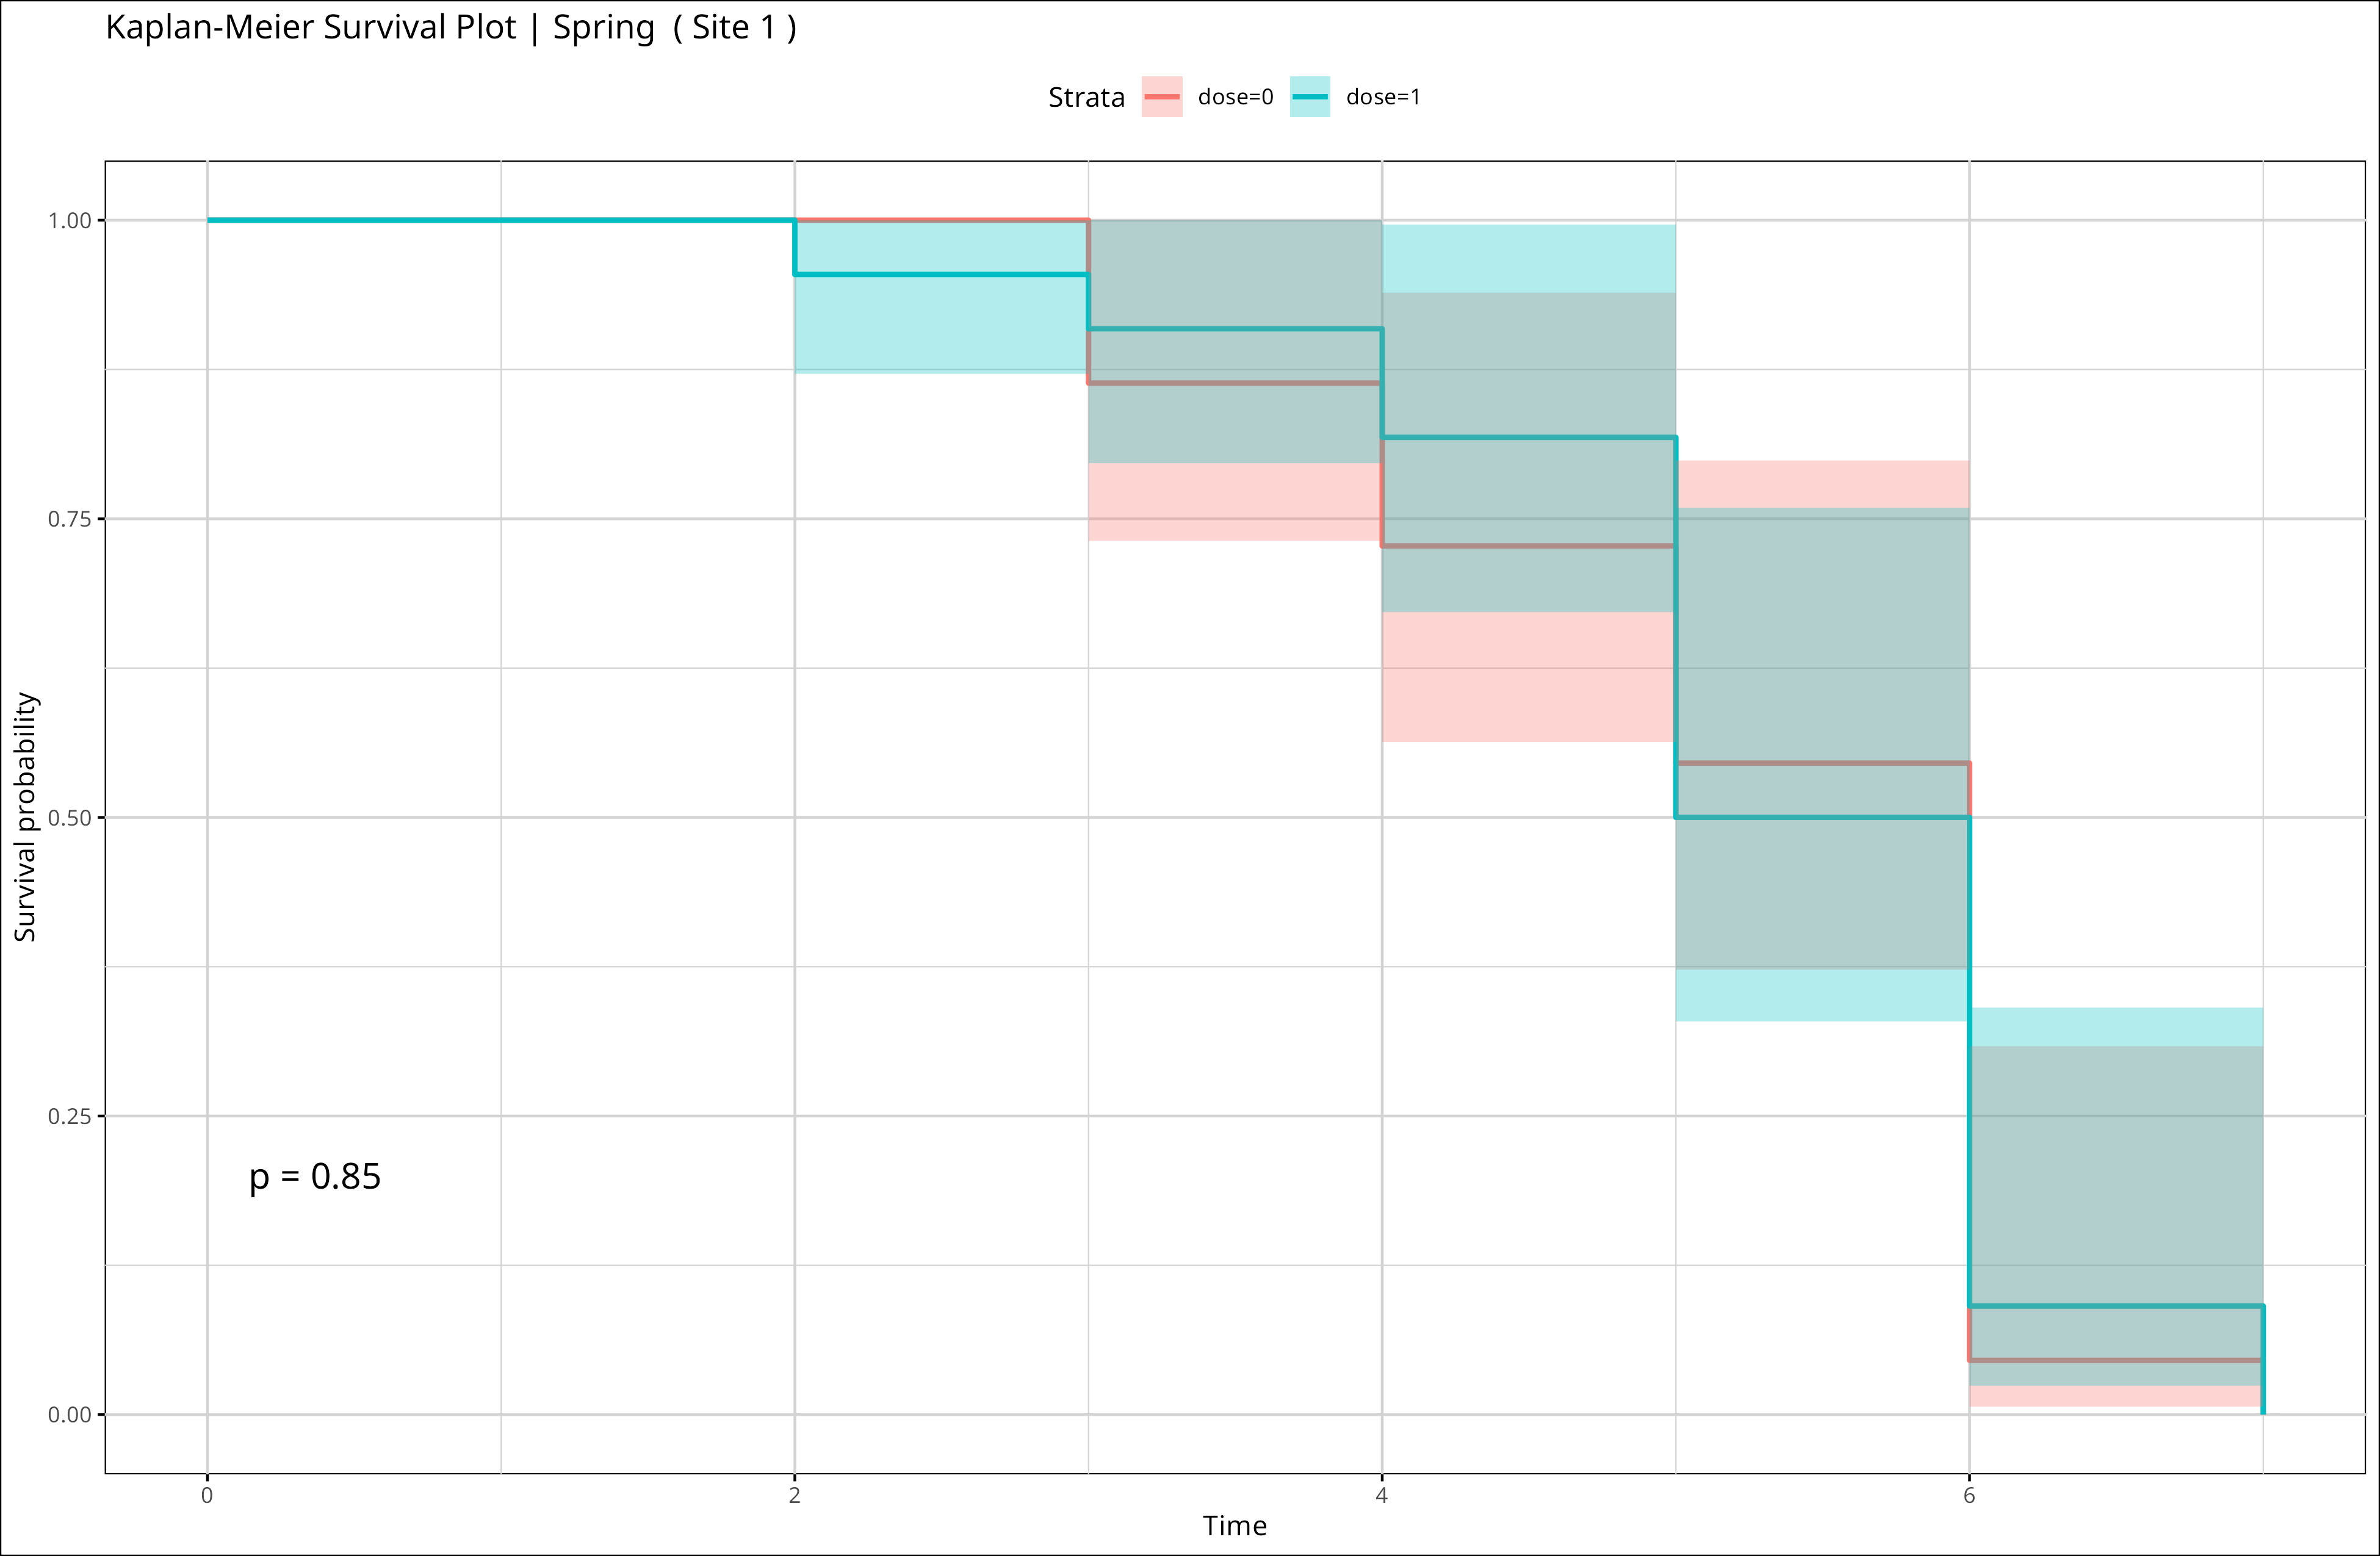 Kaplan-Meier Survival Plot | Spring  ( Site 1 )
Strata dose=0 dose=1
Survival probability
1.00
0.75
0.50
0.25
0.00
p = 0.85
0 2 4 6
Time